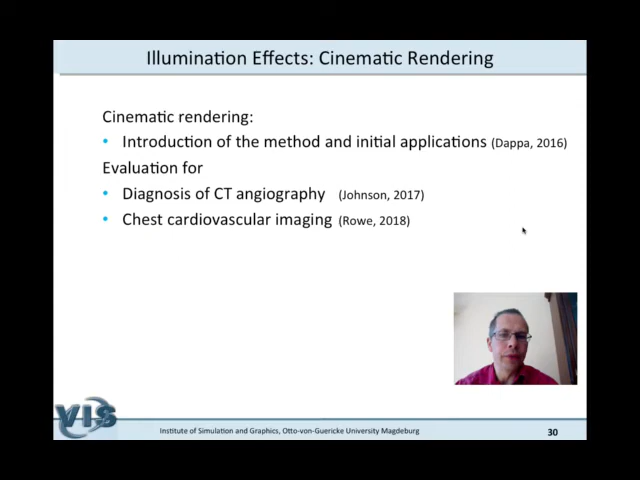 Illumination Effects: Cinematic Rendering
Cinematic rendering:
• Introduction of the method and initial applications (Dappa, 2016)
Evaluation for
• Diagnosis of CT angiography (Johnson, 2017)
• Chest cardiovascular imaging (Rowe, 2018)
VIS
Institute of Simulation and Graphics, Otto-von-Guericke University Magdeburg
30